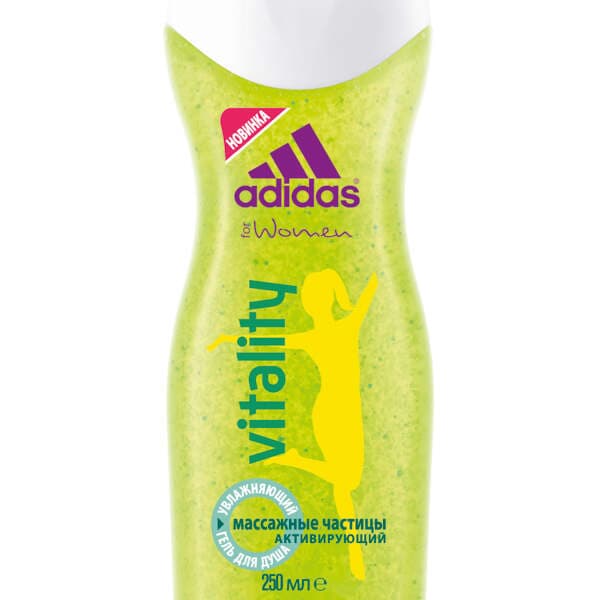 НОВИНКА
adidas®
for Women
vitality
УВЛАЖНЯЮЩИЙ
ГЕЛЬ ДЛЯ ДУША
массажные частицы
АКТИВИРУЮЩИЙ
250 мл ℮